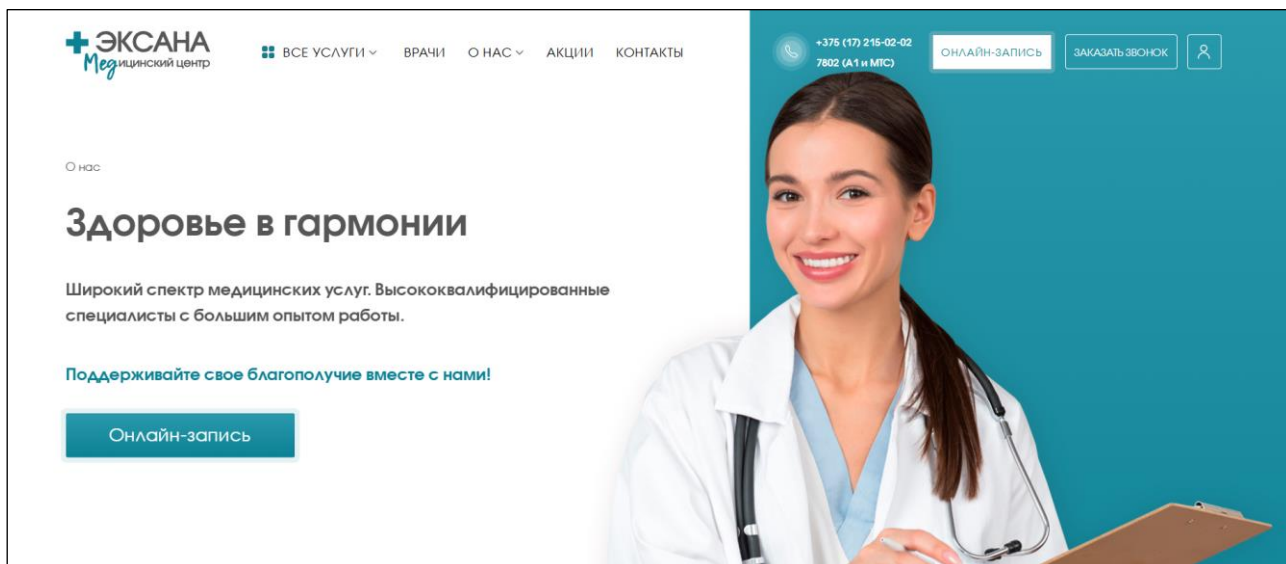 ЭКСАНА
Медицинский центр
ВСЕ УСЛУГИ
ВРАЧИ
О НАС
АКЦИИ
КОНТАКТЫ
+375 (17) 215-02-02
7802 (А1 и МТС)
ОНЛАЙН-ЗАПИСЬ
ЗАКАЗАТЬ ЗВОНОК
О нас
Здоровье в гармонии
Широкий спектр медицинских услуг. Высококвалифицированные
специалисты с большим опытом работы.
Поддерживайте свое благополучие вместе с нами!
Онлайн-запись